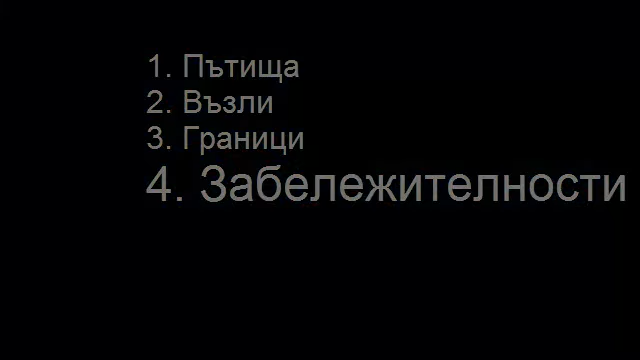 1. Пътища
2. Възли
3. Граници
4. Забележителности